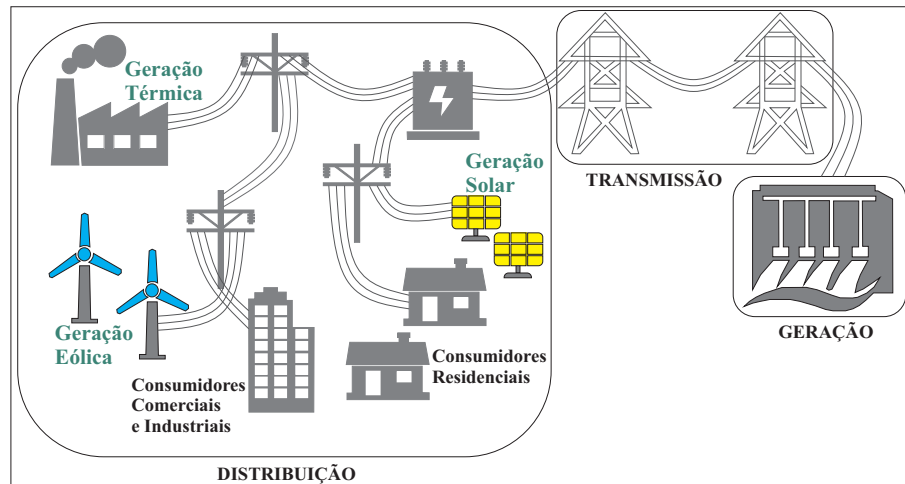 Geração
Térmica
Geração
Solar
TRANSMISSÃO
GERAÇÃO
Geração
Eólica
Consumidores
Residenciais
Consumidores
Comerciais
e Industriais
DISTRIBUIÇÃO